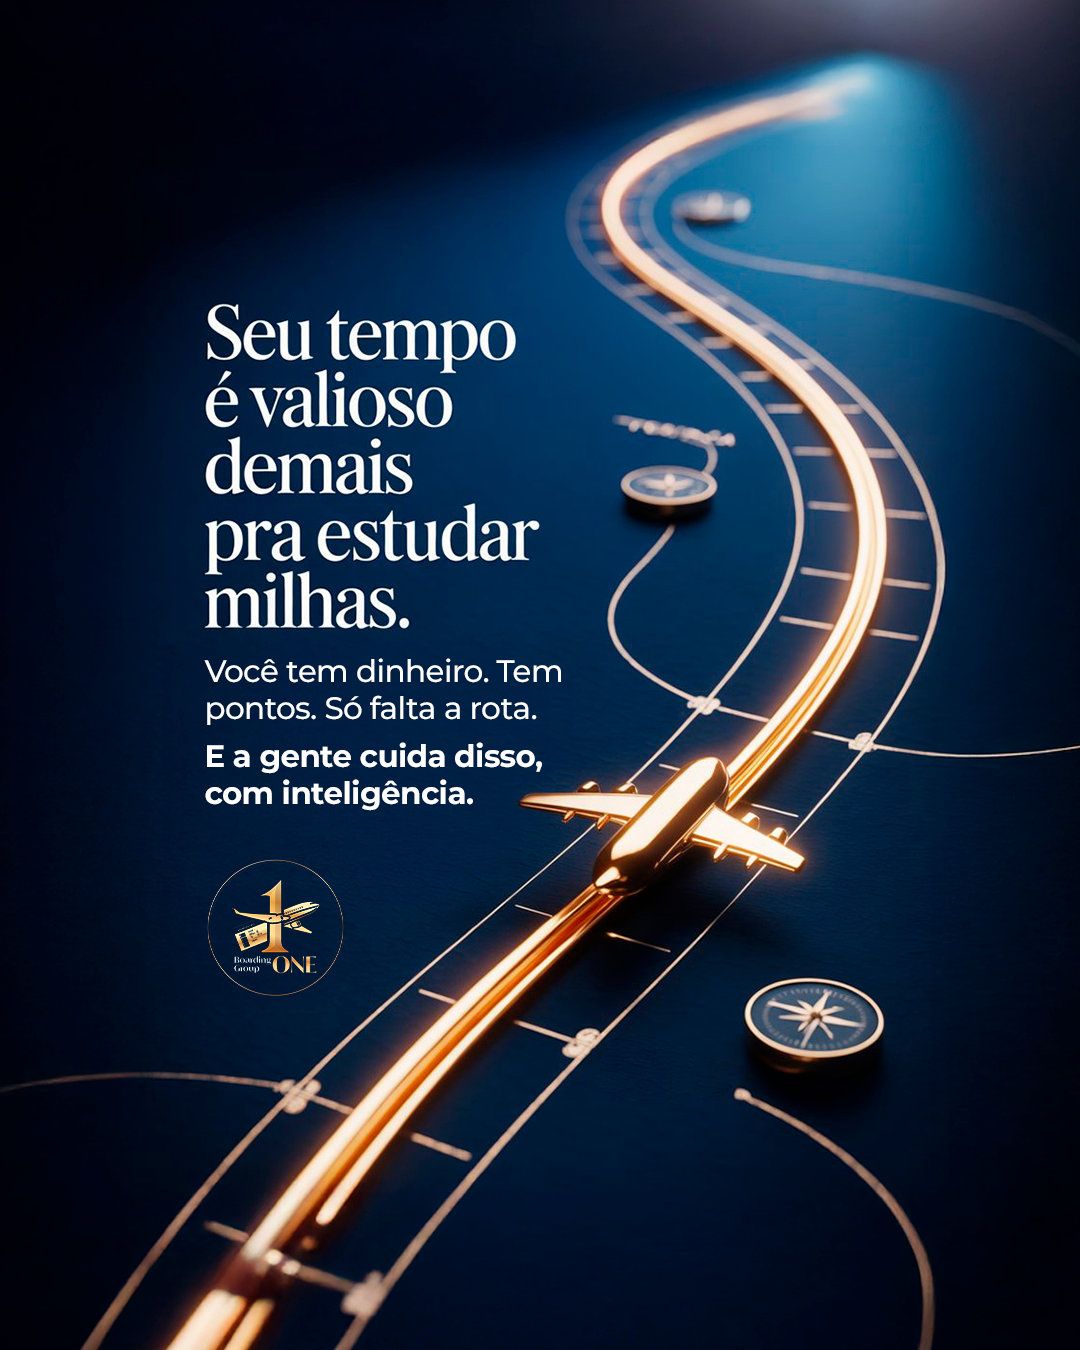 Seu tempo
é valioso
demais
pra estudar
milhas.
Você tem dinheiro. Tem
pontos. Só falta a rota.
E a gente cuida disso,
com inteligência.
1
Boarding
Group ONE